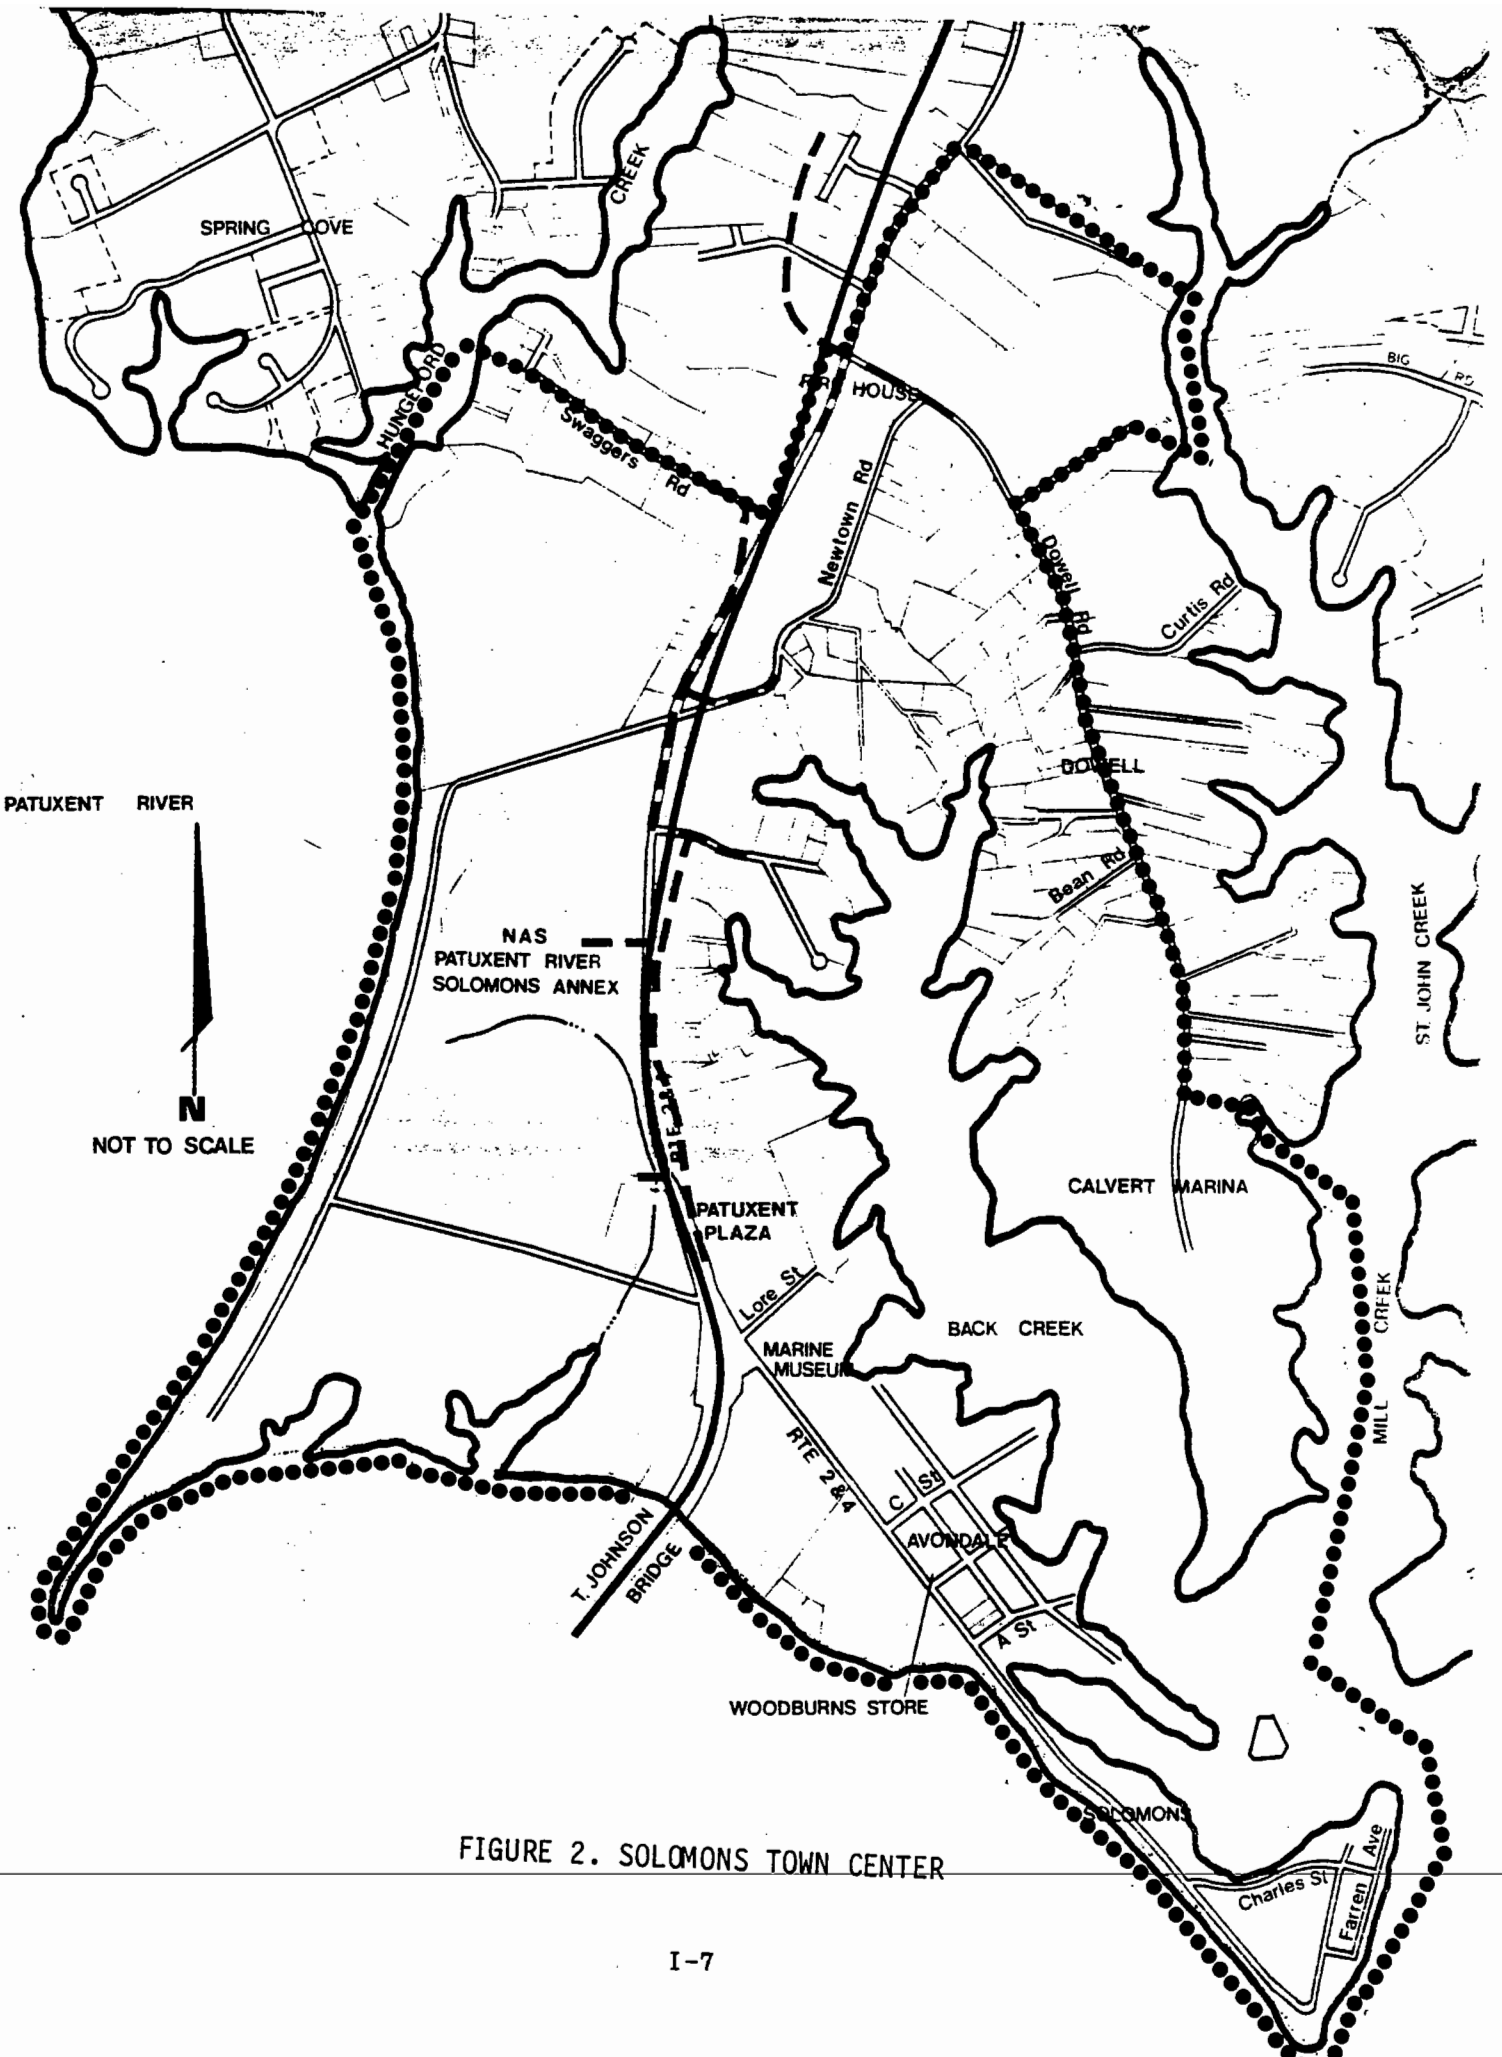 CREEK
SPRING COVE
HUNGERFORD
BIG
RD
FIRE HOUSE
Swaggers Rd
Newtown Rd
Dowell Rd
Curtis Rd
DOWELL
PATUXENT RIVER
Bean Rd
NAS
PATUXENT RIVER
SOLOMONS ANNEX
ST. JOHN CREEK
RTE 2&4
N
NOT TO SCALE
CALVERT MARINA
PATUXENT
PLAZA
Lore St
BACK CREEK
MARINE
MUSEUM
MILL CREEK
RTE 2&4
C St
AVONDALE
T. JOHNSON
BRIDGE
A St
WOODBURNS STORE
SOLOMONS
Charles St
Farren Ave
FIGURE 2. SOLOMONS TOWN CENTER
I-7